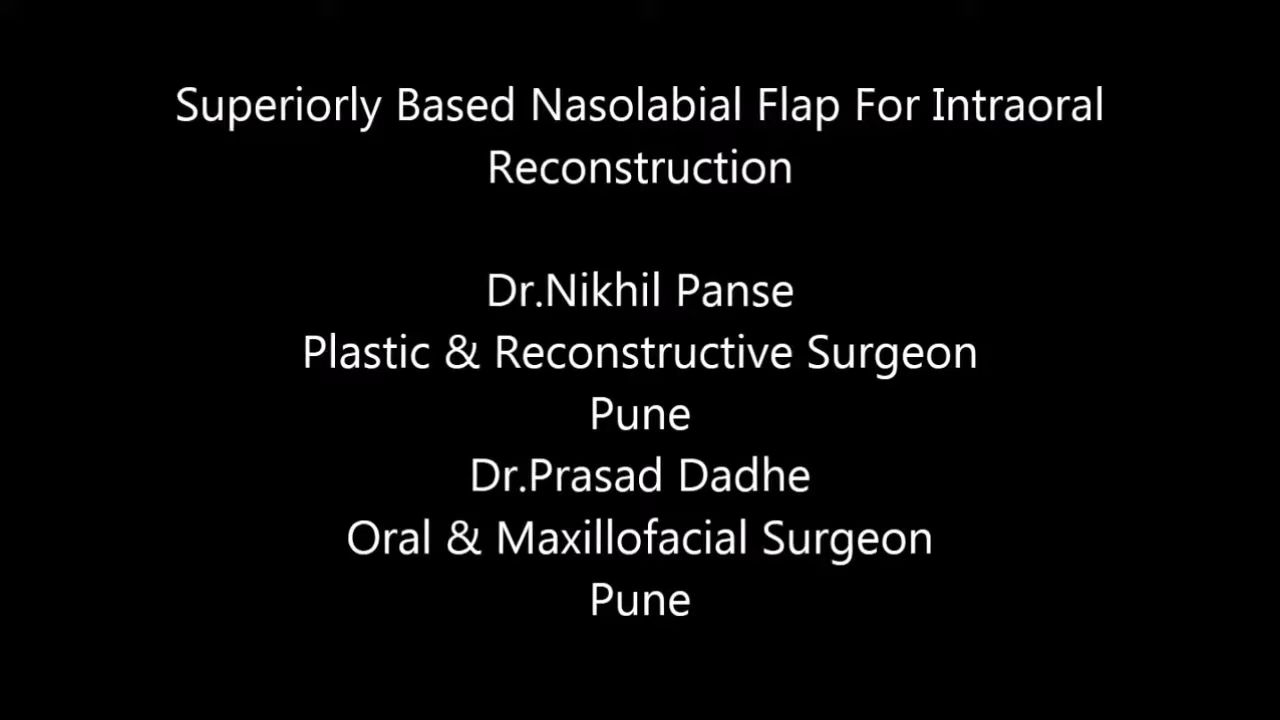 Superiorly Based Nasolabial Flap For Intraoral
Reconstruction
Dr.Nikhil Panse
Plastic & Reconstructive Surgeon
Pune
Dr.Prasad Dadhe
Oral & Maxillofacial Surgeon
Pune